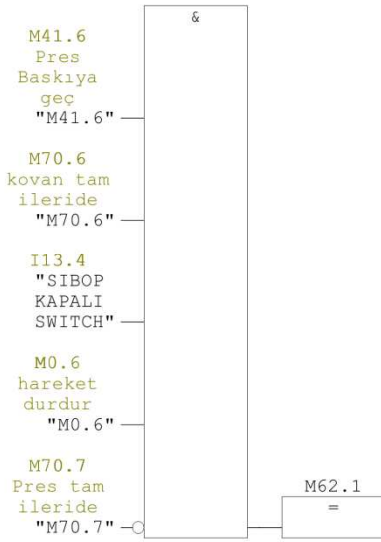 &
M41.6
Pres
Baskıya
geç
"M41.6"
M70.6
kovan tam
ileride
"M70.6"
I13.4
"SIBOP
KAPALI
SWITCH"
M0.6
hareket
durdur
"M0.6"
M70.7
Pres tam
ileride
"M70.7"
M62.1
=